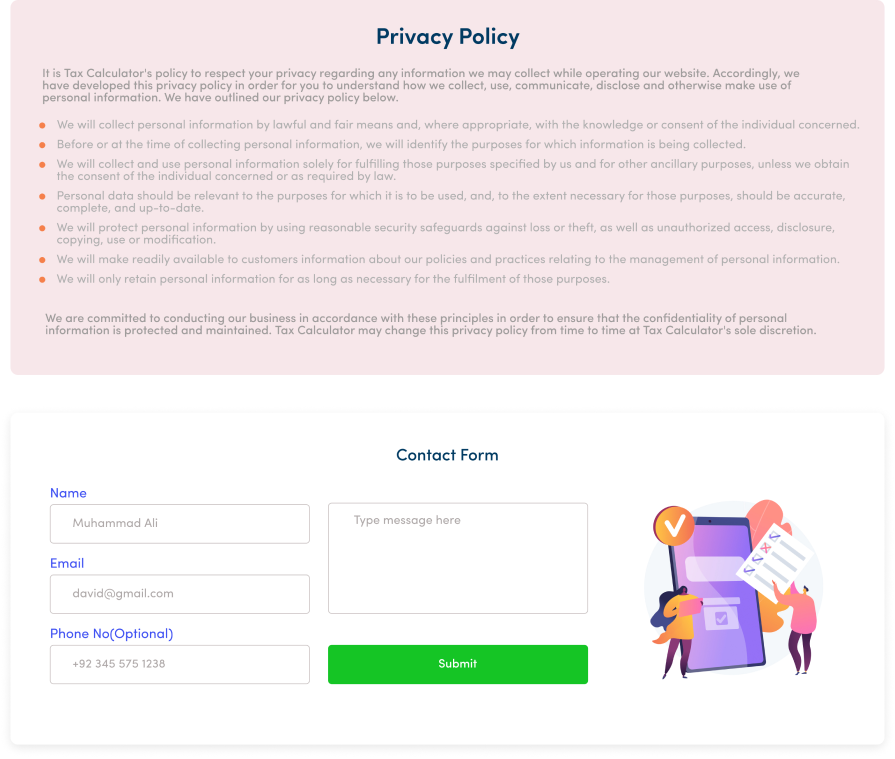 Privacy Policy
It is Tax Calculator's policy to respect your privacy regarding any information we may collect while operating our website. Accordingly, we
have developed this privacy policy in order for you to understand how we collect, use, communicate, disclose and otherwise make use of
personal information. We have outlined our privacy policy below.
We will collect personal information by lawful and fair means and, where appropriate, with the knowledge or consent of the individual concerned.
Before or at the time of collecting personal information, we will identify the purposes for which information is being collected.
We will collect and use personal information solely for fulfilling those purposes specified by us and for other ancillary purposes, unless we obtain
the consent of the individual concerned or as required by law.
Personal data should be relevant to the purposes for which it is to be used, and, to the extent necessary for those purposes, should be accurate,
complete, and up-to-date.
We will protect personal information by using reasonable security safeguards against loss or theft, as well as unauthorized access, disclosure,
copying, use or modification.
We will make readily available to customers information about our policies and practices relating to the management of personal information.
We will only retain personal information for as long as necessary for the fulfilment of those purposes.
We are committed to conducting our business in accordance with these principles in order to ensure that the confidentiality of personal
information is protected and maintained. Tax Calculator may change this privacy policy from time to time at Tax Calculator's sole discretion.
Contact Form
Name
Muhammad Ali
Email
david@gmail.com
Phone No(Optional)
+92 345 575 1238
Type message here
Submit